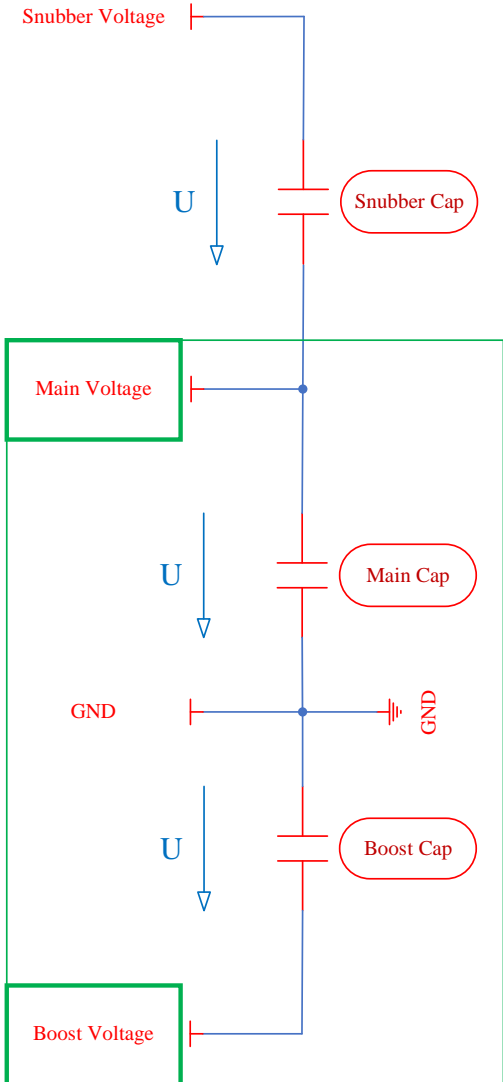 Snubber Voltage
U
Snubber Cap
Main Voltage
U
Main Cap
GND
GND
U
Boost Cap
Boost Voltage